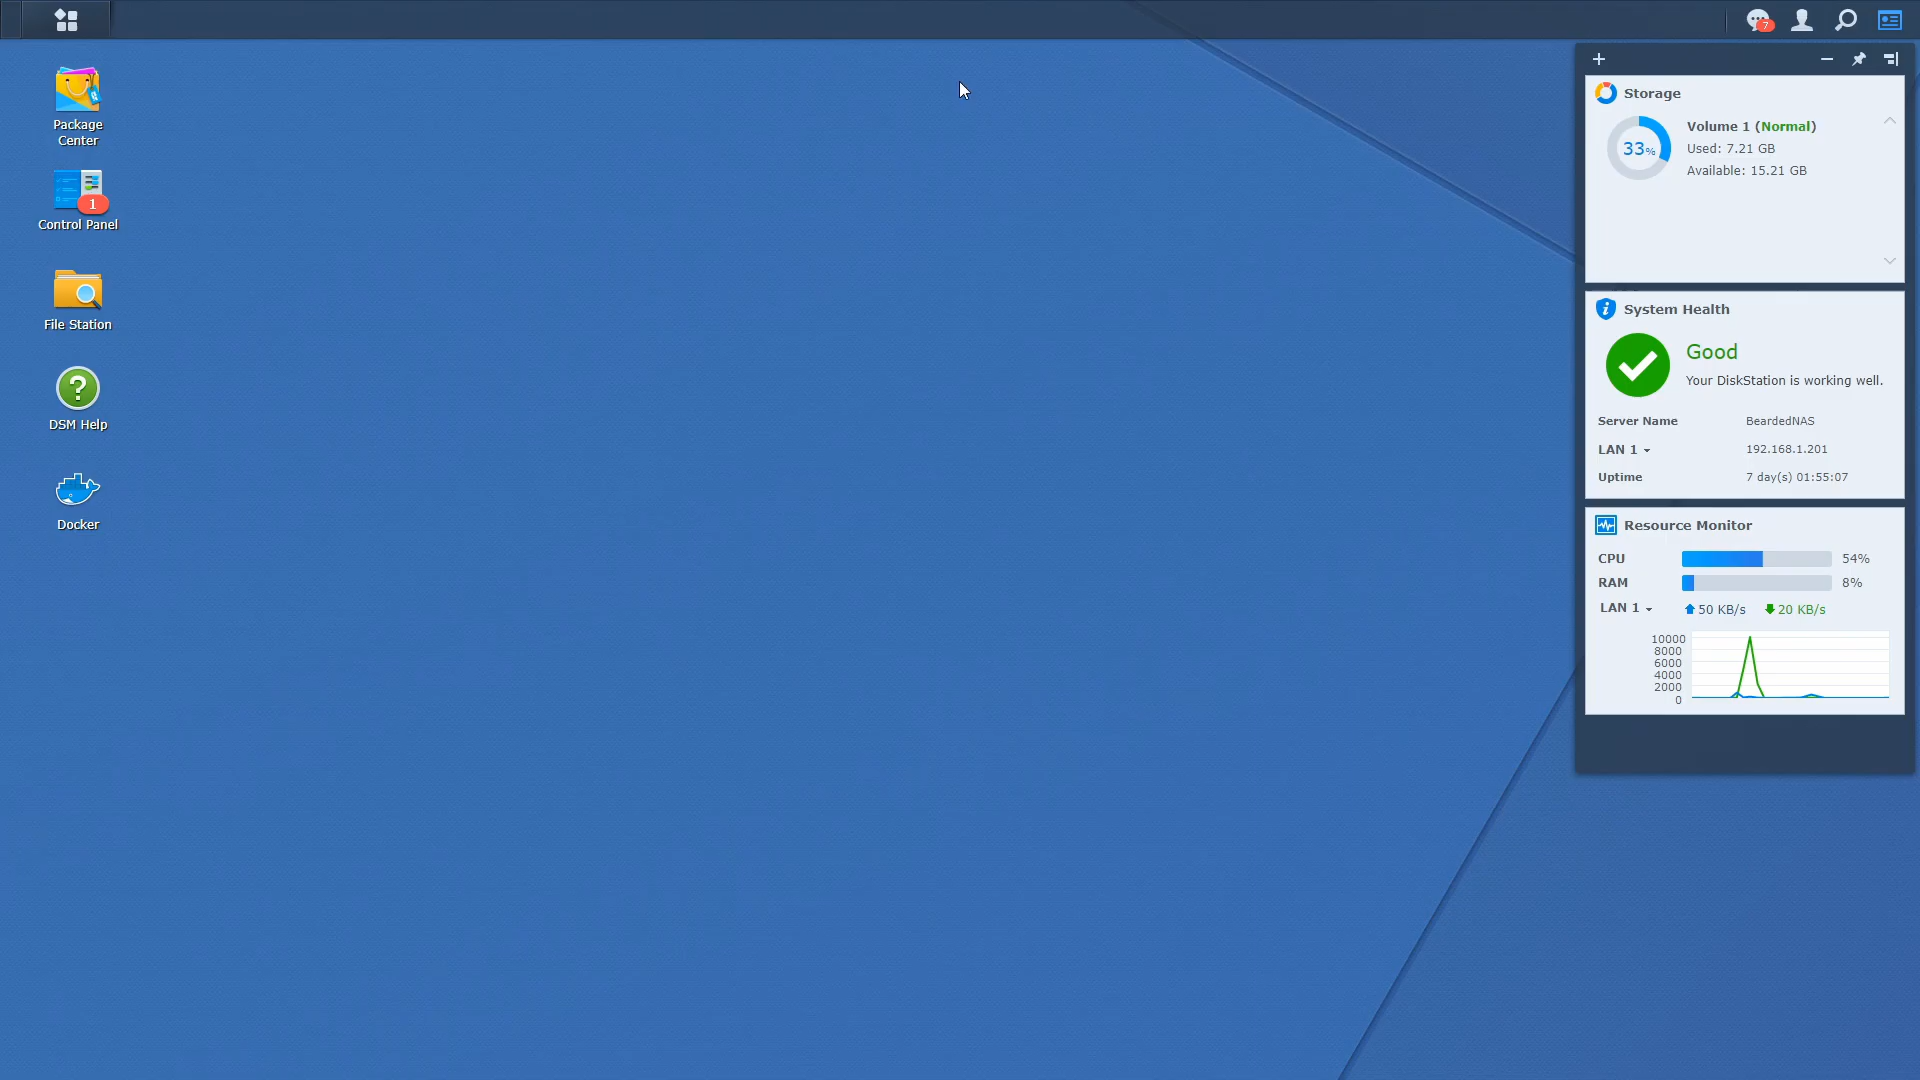 7
Package
Center
1
Control Panel
File Station
?
DSM Help
Docker
Storage
33%
Volume 1 (Normal)
Used: 7.21 GB
Available: 15.21 GB
System Health
Good
Your DiskStation is working well.
Server Name BeardedNAS
LAN 1 192.168.1.201
Uptime 7 day(s) 01:55:07
Resource Monitor
CPU 54%
RAM 8%
LAN 1 50 KB/s 20 KB/s
10000
8000
6000
4000
2000
0